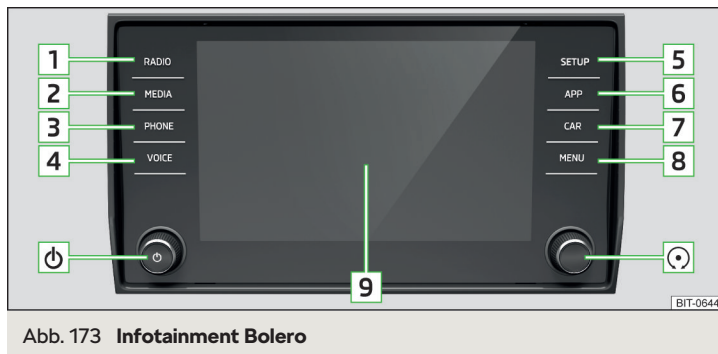 1 RADIO SETUP 5
2 MEDIA APP 6
3 PHONE CAR 7
4 VOICE MENU 8
9
BIT-0644
Abb. 173 Infotainment Bolero